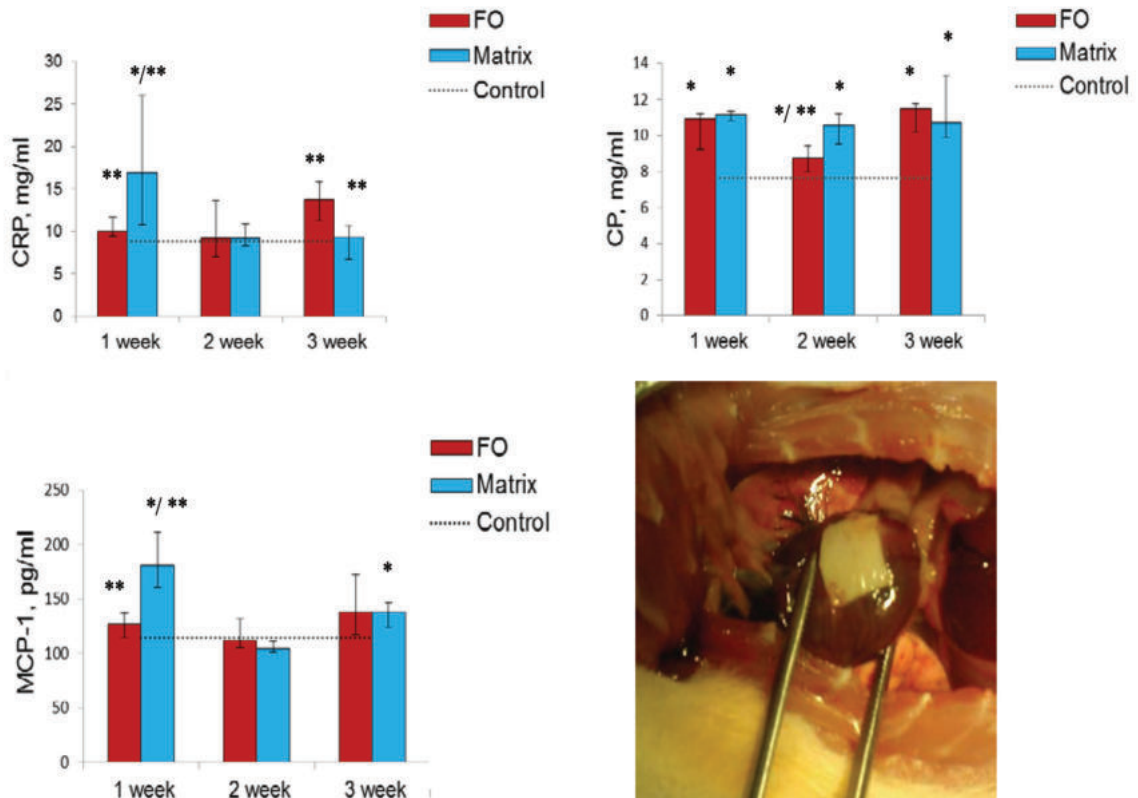 FO
Matrix
Control
CRP, mg/ml
30
25
20
15
10
5
0
*/**
**
**
**
1 week
2 week
3 week
FO
Matrix
Control
CP, mg/ml
14
12
10
8
6
4
2
0
*
*
*/ **
*
*
*
1 week
2 week
3 week
FO
Matrix
Control
MCP-1, pg/ml
250
200
150
100
50
0
*/ **
**
*
1 week
2 week
3 week